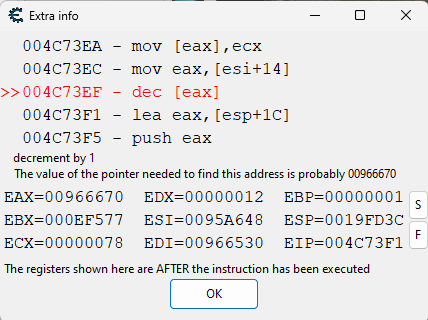 Extra info
004C73EA - mov [eax],ecx
004C73EC - mov eax,[esi+14]
>>004C73EF - dec [eax]
004C73F1 - lea eax,[esp+1C]
004C73F5 - push eax
decrement by 1
The value of the pointer needed to find this address is probably 00966670
EAX=00966670 EDX=00000012 EBP=00000001
EBX=000EF577 ESI=0095A648 ESP=0019FD3C
ECX=00000078 EDI=00966530 EIP=004C73F1
S
F
The registers shown here are AFTER the instruction has been executed
OK